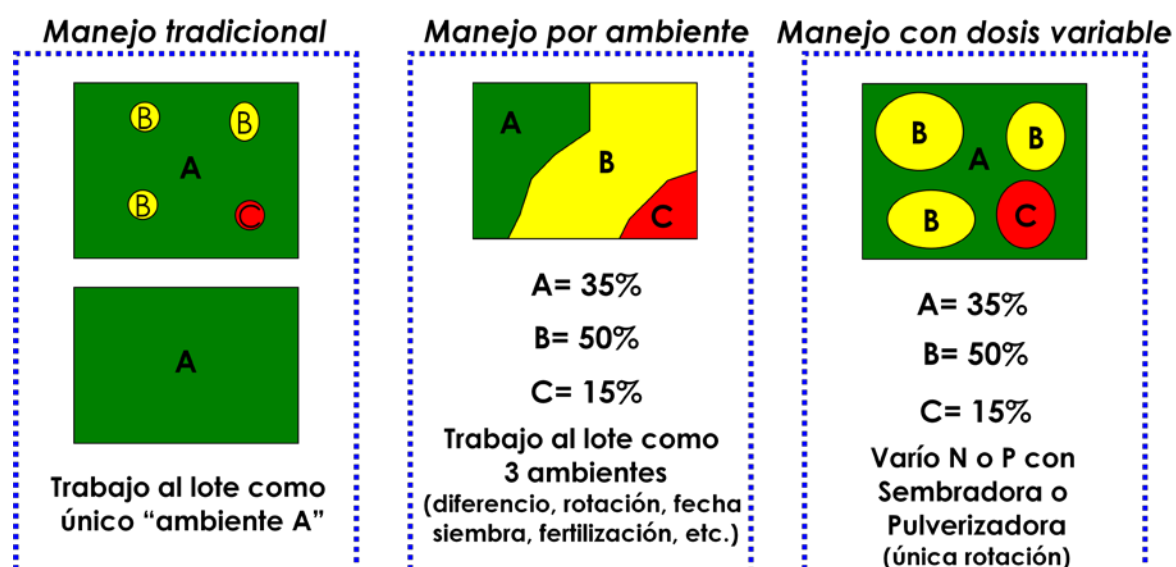 Manejo tradicional
B
B
A
B
C
A
Trabajo al lote como
único “ambiente A”
Manejo por ambiente
A
B
C
A= 35%
B= 50%
C= 15%
Trabajo al lote como
3 ambientes
(diferencio, rotación, fecha
siembra, fertilización, etc.)
Manejo con dosis variable
B
B
A
B
C
A= 35%
B= 50%
C= 15%
Varío N o P con
Sembradora o
Pulverizadora
(única rotación)